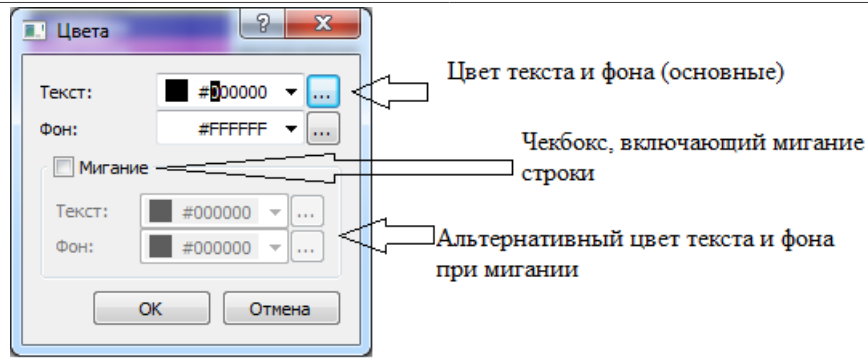 Цвета
?
Текст:
#000000
...
Цвет текста и фона (основные)
Фон:
#FFFFFF
...
Мигание
Чекбокс, включающий мигание
строки
Текст:
#000000
...
Фон:
#000000
...
Альтернативный цвет текста и фона
при мигании
OK
Отмена